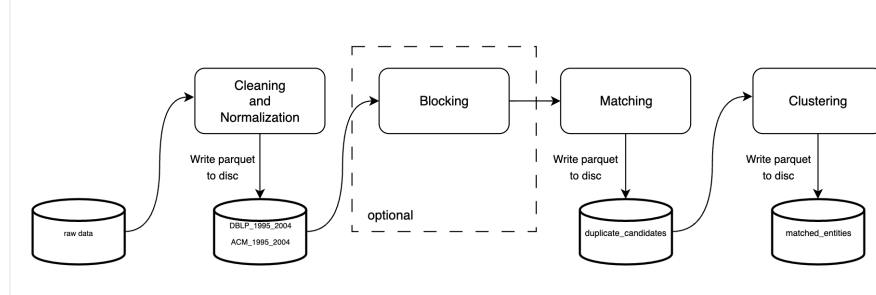 Cleaning
and
Normalization
Blocking
Matching
Clustering
Write parquet
to disc
Write parquet
to disc
Write parquet
to disc
optional
raw data
DBLP_1995_2004
ACM_1995_2004
duplicate_candidates
matched_entities